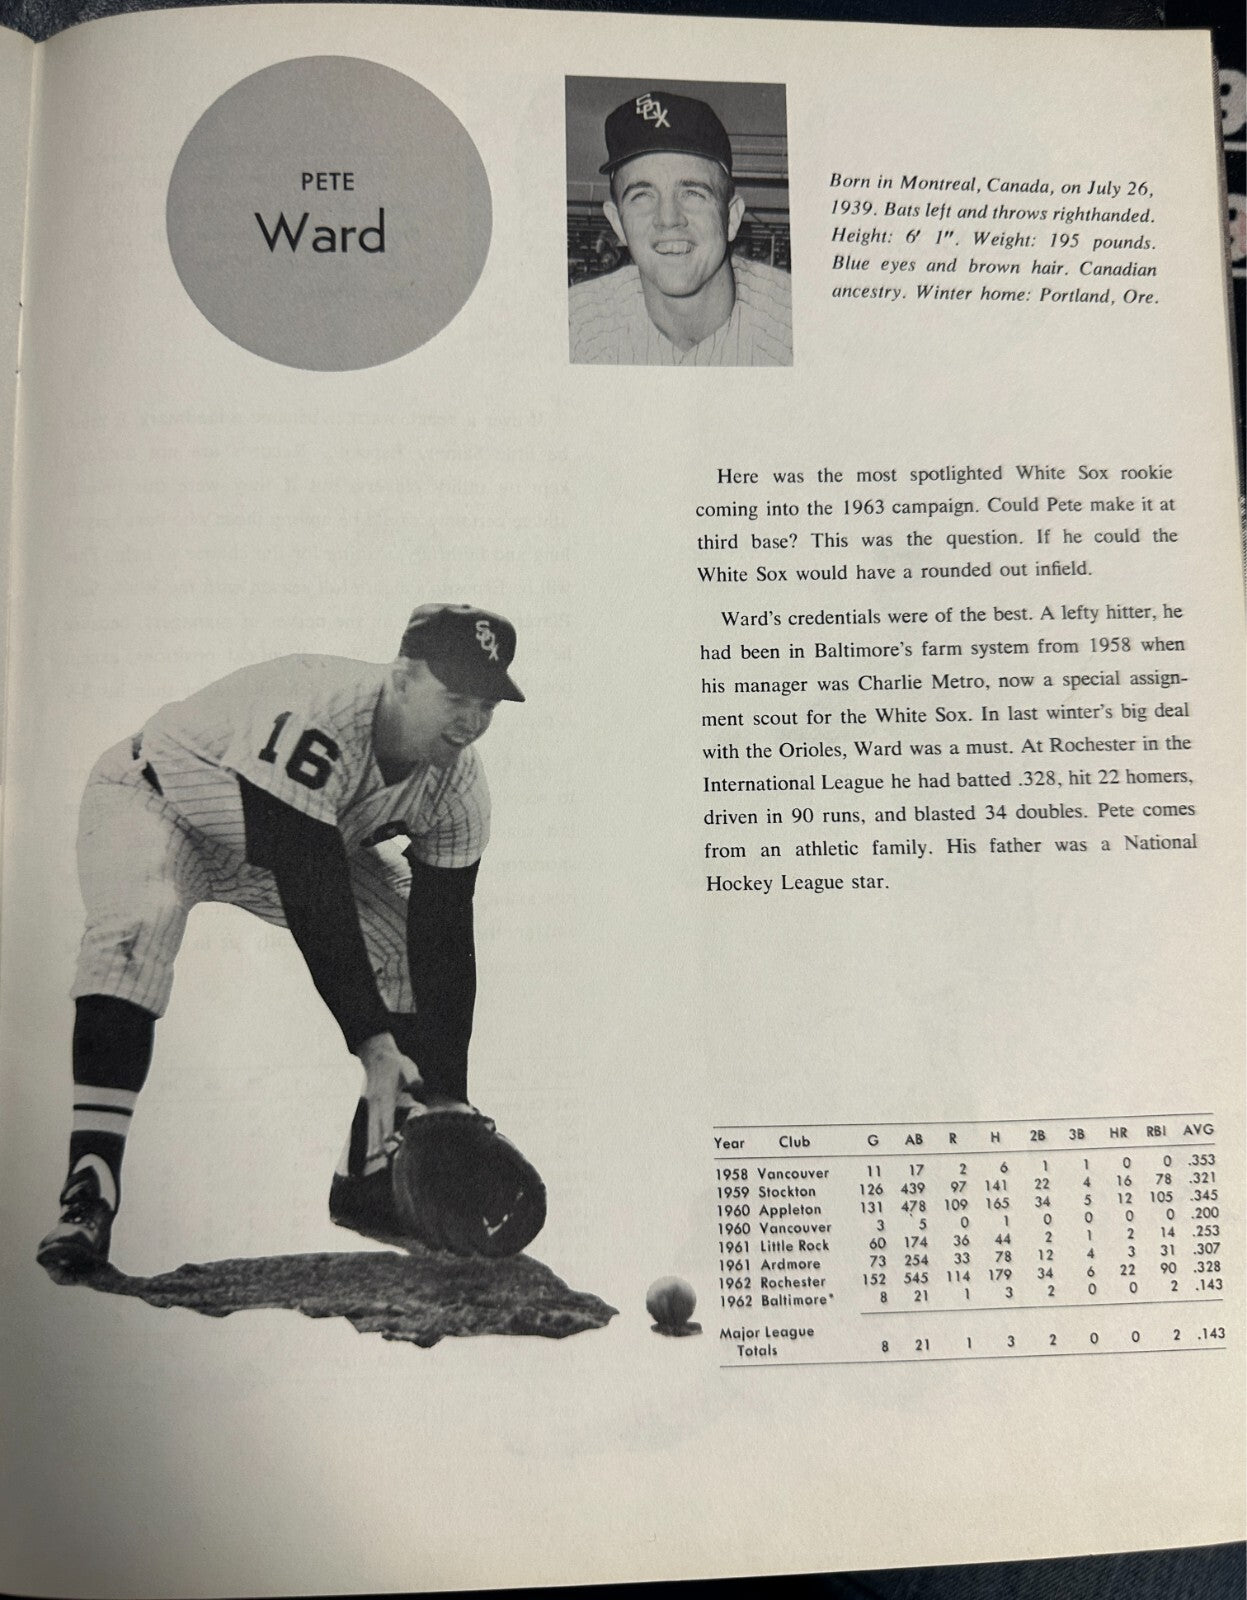 PETE
Ward
SOX
Born in Montreal, Canada, on July 26,
1939. Bats left and throws righthanded.
Height: 6' 1". Weight: 195 pounds.
Blue eyes and brown hair. Canadian
ancestry. Winter home: Portland, Ore.
Here was the most spotlighted White Sox rookie
coming into the 1963 campaign. Could Pete make it at
third base? This was the question. If he could the
White Sox would have a rounded out infield.
Ward's credentials were of the best. A lefty hitter, he
had been in Baltimore's farm system from 1958 when
his manager was Charlie Metro, now a special assign-
ment scout for the White Sox. In last winter's big deal
with the Orioles, Ward was a must. At Rochester in the
International League he had batted .328, hit 22 homers,
driven in 90 runs, and blasted 34 doubles. Pete comes
from an athletic family. His father was a National
Hockey League star.
SOX
16
Year Club G AB R H 2B 3B HR RBI AVG
1958 Vancouver 11 17 2 6 1 1 0 0 .353
1959 Stockton 126 439 97 141 22 4 16 78 .321
1960 Appleton 131 478 109 165 34 5 12 105 .345
1960 Vancouver 3 5 0 1 0 0 0 0 .200
1961 Little Rock 60 174 36 44 2 1 2 14 .253
1961 Ardmore 73 254 33 78 12 4 3 31 .307
1962 Rochester 152 545 114 179 34 6 22 90 .328
1962 Baltimore* 8 21 1 3 2 0 0 2 .143
Major League
Totals 8 21 1 3 2 0 0 2 .143